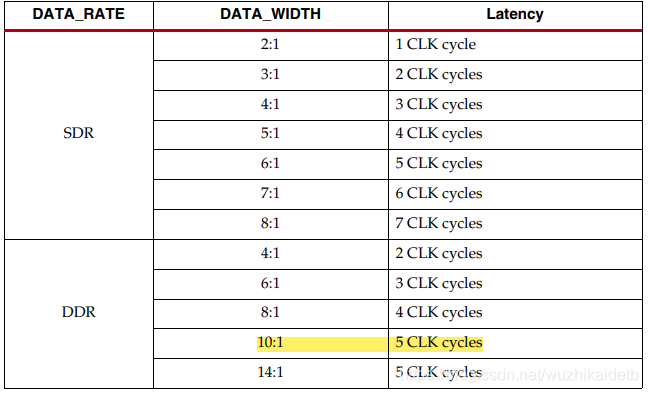 DATA_RATE DATA_WIDTH Latency
SDR 2:1 1 CLK cycle
3:1 2 CLK cycles
4:1 3 CLK cycles
5:1 4 CLK cycles
6:1 5 CLK cycles
7:1 6 CLK cycles
8:1 7 CLK cycles
DDR 4:1 2 CLK cycles
6:1 3 CLK cycles
8:1 4 CLK cycles
10:1 5 CLK cycles
14:1 5 CLK cycles
https://blog.csdn.net/wuzhikaidetb